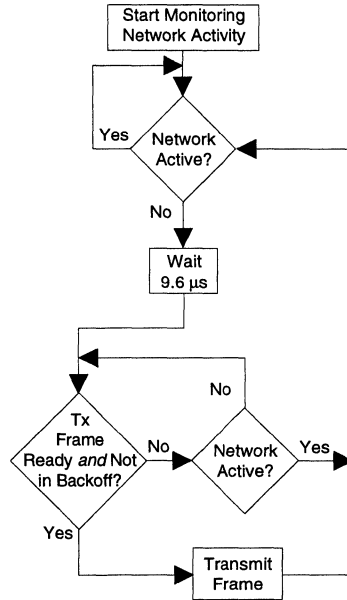 Start Monitoring
Network Activity
Yes
Network
Active?
No
Wait
9.6 µs
No
Tx
Frame
Ready and Not
in Backoff?
No
Network
Active?
Yes
Yes
Transmit
Frame